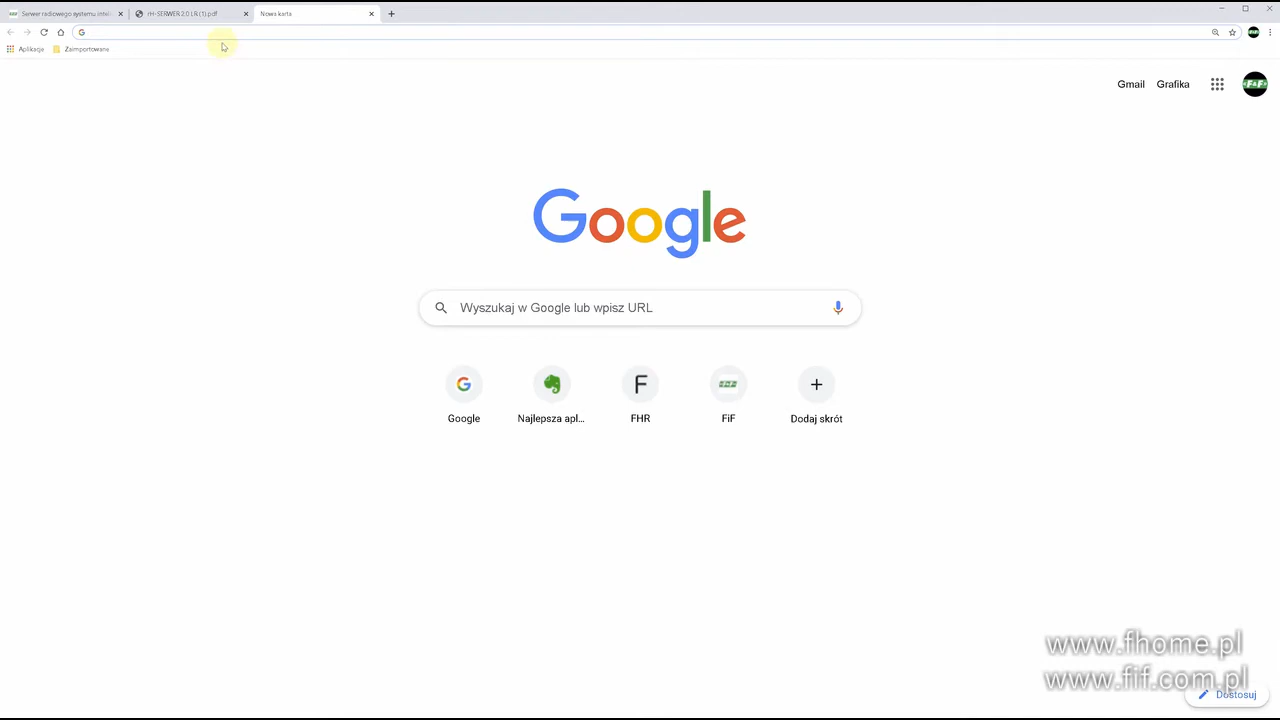 Serwer radiowego systemu intel
rH-SERWER 2.0 LR (1).pdf
Nowa karta
Aplikacje
Zaimportowane
Gmail
Grafika
F&F
Google
Wyszukaj w Google lub wpisz URL
Google
Najlepsza apl...
FHR
FiF
Dodaj skrót
www.fhome.pl
www.fif.com.pl
Dostosuj